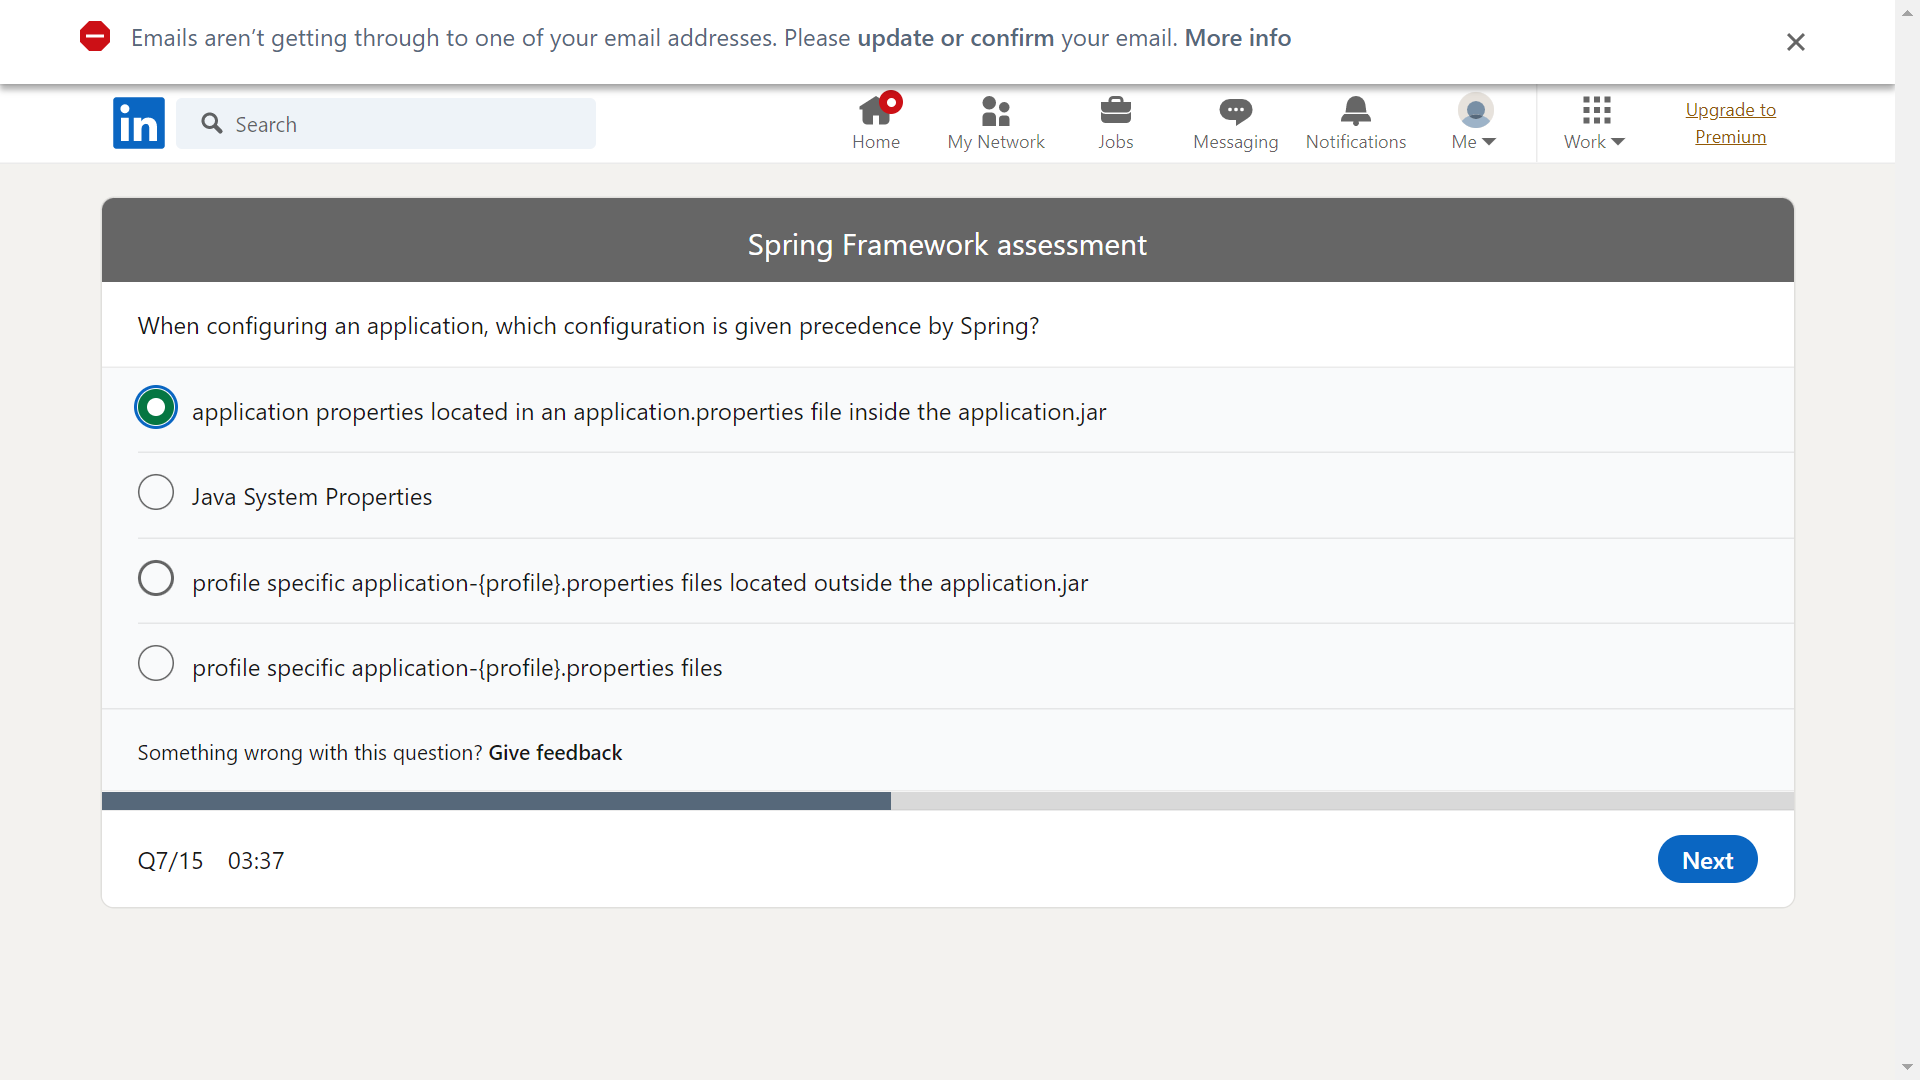 Emails aren't getting through to one of your email addresses. Please update or confirm your email. More info
in
Search
Home
My Network
Jobs
Messaging
Notifications
Me
Work
Upgrade to
Premium
Spring Framework assessment
When configuring an application, which configuration is given precedence by Spring?
application properties located in an application.properties file inside the application.jar
Java System Properties
profile specific application-{profile}.properties files located outside the application.jar
profile specific application-{profile}.properties files
Something wrong with this question? Give feedback
Q7/15 03:37
Next